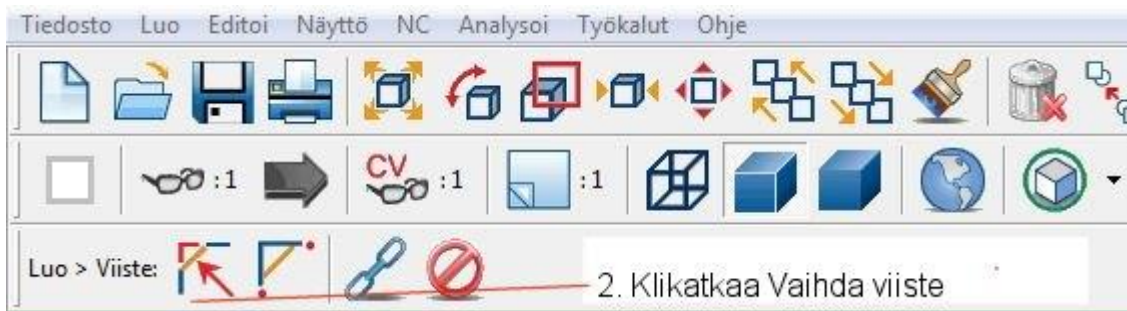 Tiedosto Luo Editoi Näyttö NC Analysoi Työkalut Ohje
:1 CV :1 :1
Luo > Viiste: 2. Klikatkaa Vaihda viiste